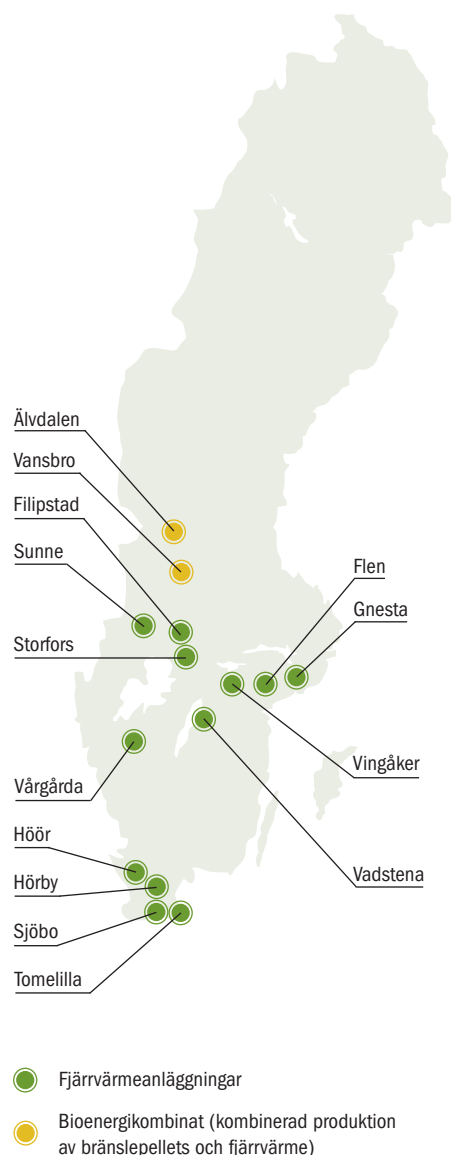 Älvdalen
Vansbro
Filipstad
Sunne
Flen
Gnesta
Storfors
Vingåker
Vårgårda
Höör
Vadstena
Hörby
Sjöbo
Tomelilla
Fjärrvärmeanläggningar
Bioenergikombinat (kombinerad produktion
av bränslepellets och fjärrvärme)